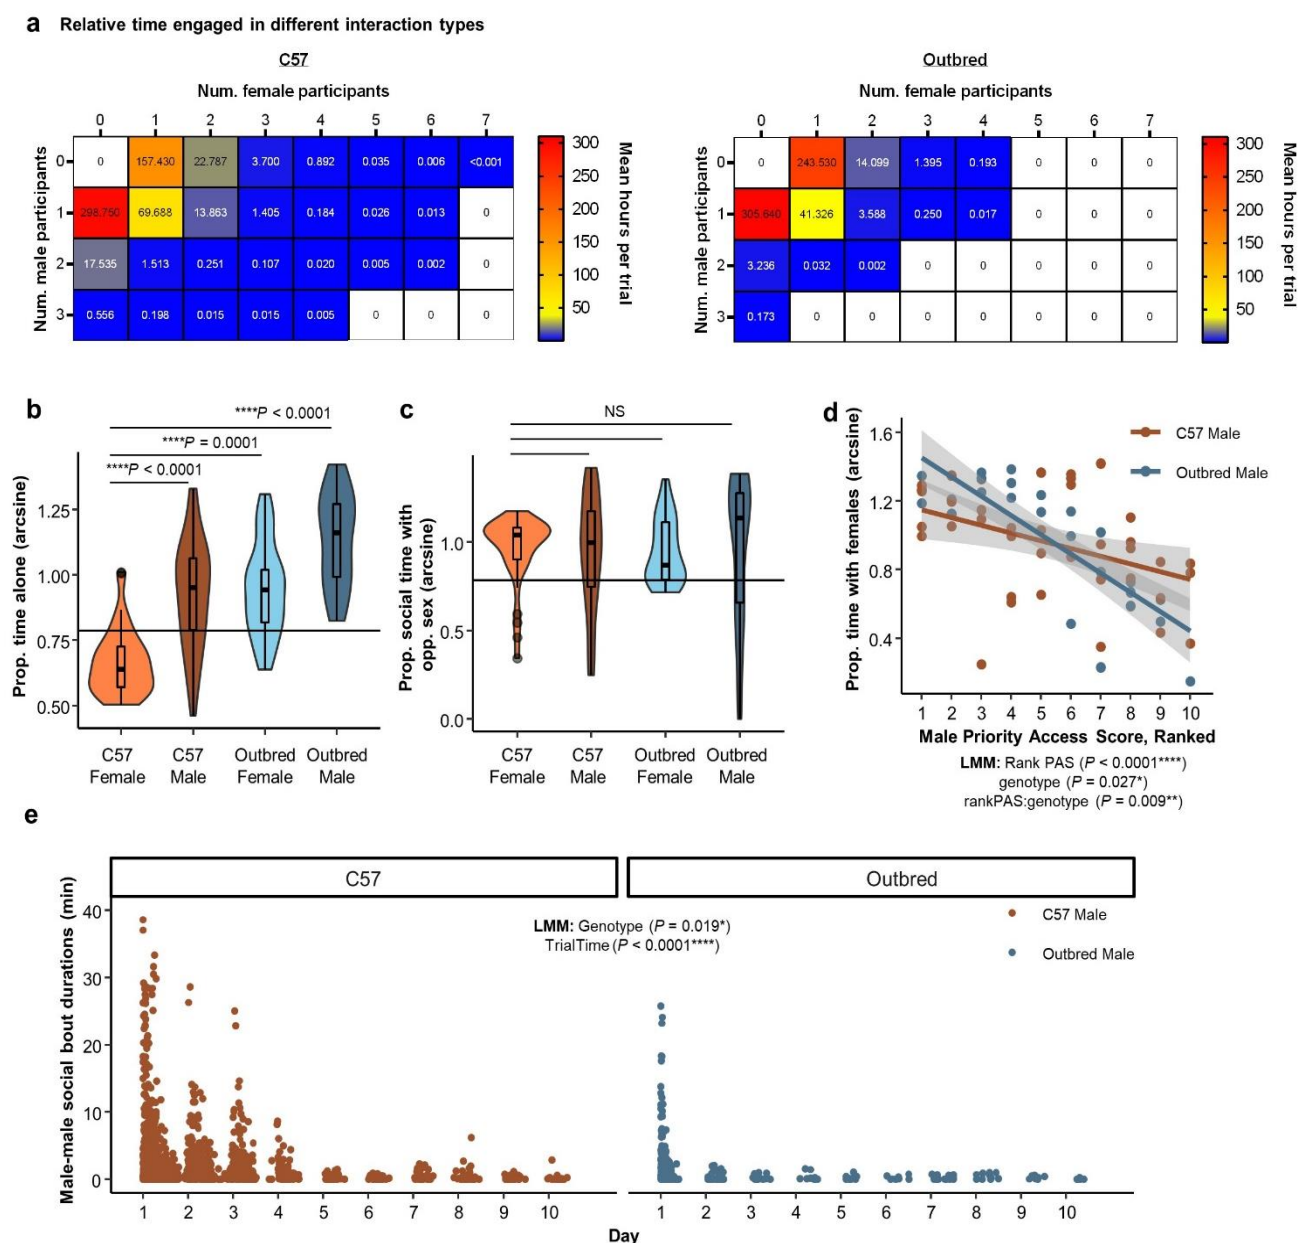 a Relative time engaged in different interaction types
C57
Num. female participants
0 1 2 3 4 5 6 7
Num. male participants
0 0 157.430 22.787 3.700 0.892 0.035 0.006 <0.001
1 298.750 69.688 13.863 1.405 0.184 0.026 0.013 0
2 17.535 1.513 0.251 0.107 0.020 0.005 0.002 0
3 0.556 0.198 0.015 0.015 0.005 0 0 0
300
250
200
150
100
50
Mean hours per trial
Outbred
Num. female participants
0 1 2 3 4 5 6 7
Num. male participants
0 0 243.530 14.099 1.395 0.193 0 0 0
1 305.640 41.326 3.588 0.250 0.017 0 0 0
2 3.236 0.032 0.002 0 0 0 0 0
3 0.173 0 0 0 0 0 0 0
300
250
200
150
100
50
Mean hours per trial
b
****P < 0.0001
****P = 0.0001
****P < 0.0001
Prop. time alone (arcsine)
1.25
1.00
0.75
0.50
C57 Female
C57 Male
Outbred Female
Outbred Male
c
NS
Prop. social time with
opp. sex (arcsine)
1.0
0.5
0.0
C57 Female
C57 Male
Outbred Female
Outbred Male
d
C57 Male
Outbred Male
Prop. time with females (arcsine)
1.6
1.2
0.8
0.4
1 2 3 4 5 6 7 8 9 10
Male Priority Access Score, Ranked
LMM: Rank PAS (P < 0.0001****)
genotype (P = 0.027*)
rankPAS:genotype (P = 0.009**)
e
C57
Outbred
LMM: Genotype (P = 0.019*)
TrialTime (P < 0.0001****)
C57 Male
Outbred Male
Male-male social bout durations (min)
40
30
20
10
0
1 2 3 4 5 6 7 8 9 10
1 2 3 4 5 6 7 8 9 10
Day